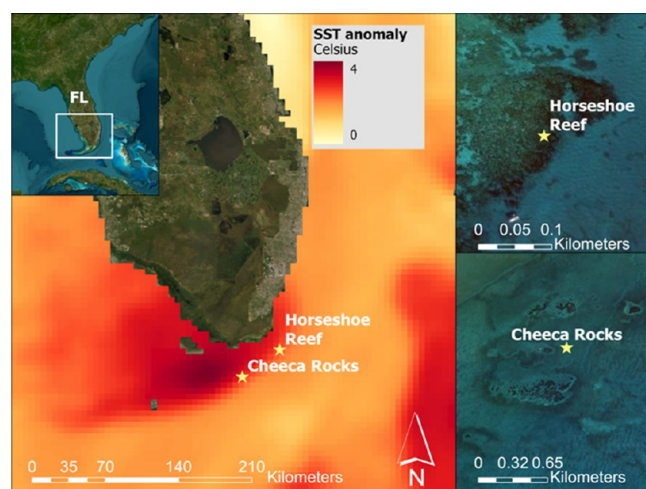 FL
SST anomaly
Celsius
4
0
Horseshoe
Reef
Cheeca Rocks
0 35 70 140 210
Kilometers
N
Horseshoe
Reef
0 0.05 0.1
Kilometers
Cheeca Rocks
0 0.32 0.65
Kilometers